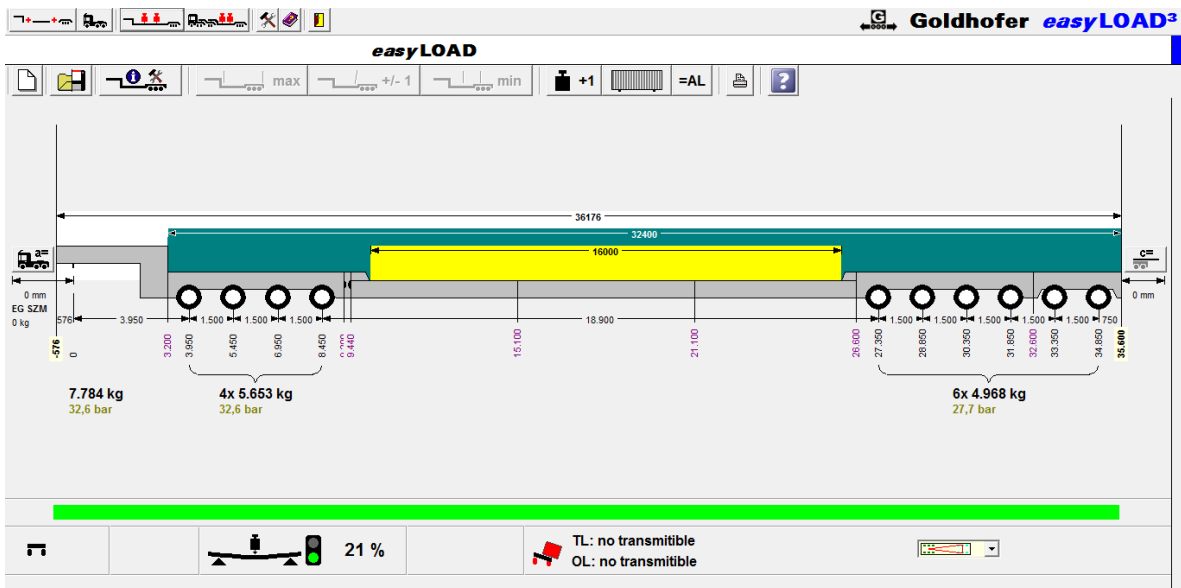 G Goldhofer easyLOAD³
easyLOAD
max +/- 1 min +1 =AL ?
36176
32400
16000
a= c=
0 mm 0 mm
EG SZM
0 kg
576 3.950 1.500 1.500 1.500 18.900 1.500 1.500 1.500 1.500 1.500 750
-576 0 3.200 3.950 5.450 6.950 8.450 9.440 15.100 21.100 26.600 27.350 28.850 30.350 31.850 32.600 33.350 34.850 35.600
7.784 kg 4x 5.653 kg 6x 4.968 kg
32,6 bar 32,6 bar 27,7 bar
21 %
TL: no transmitible
OL: no transmitible